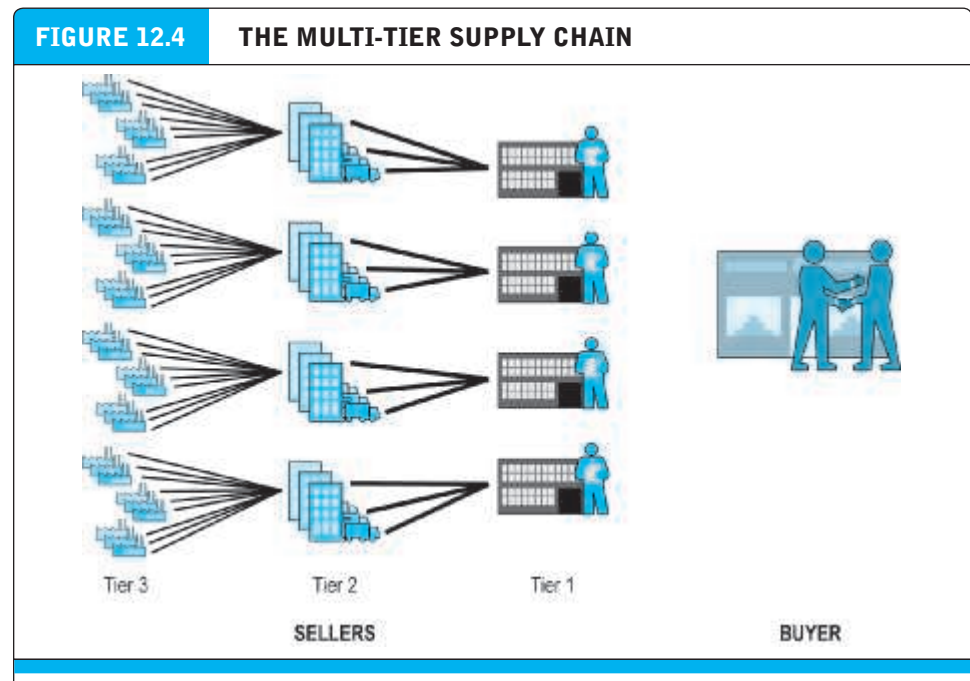 FIGURE 12.4 THE MULTI-TIER SUPPLY CHAIN
Tier 3 Tier 2 Tier 1
SELLERS BUYER